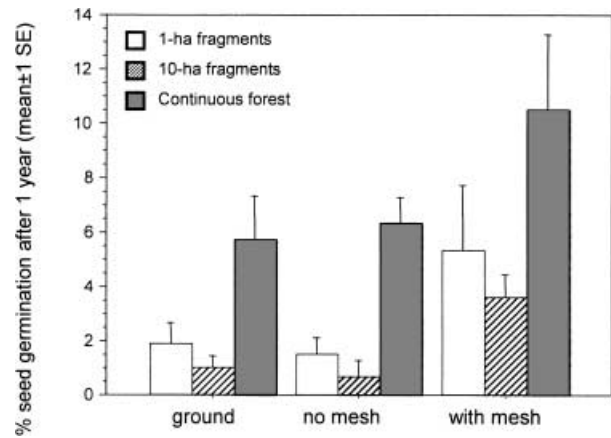 % seed germination after 1 year (mean±1 SE)
14
12
10
8
6
4
2
0
1-ha fragments
10-ha fragments
Continuous forest
ground
no mesh
with mesh